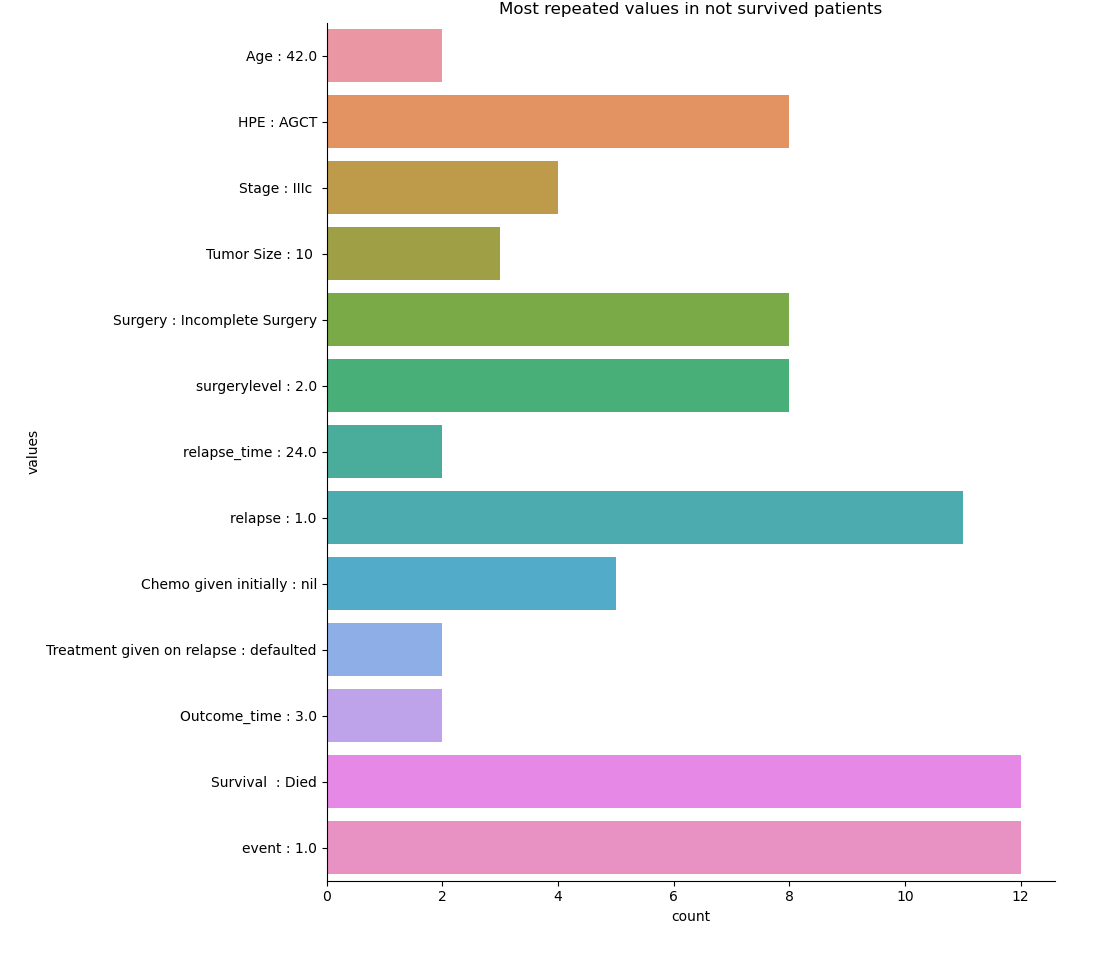 Most repeated values in not survived patients
Age : 42.0
HPE : AGCT
Stage : IIIc
Tumor Size : 10
Surgery : Incomplete Surgery
surgerylevel : 2.0
relapse_time : 24.0
relapse : 1.0
Chemo given initially : nil
Treatment given on relapse : defaulted
Outcome_time : 3.0
Survival  : Died
event : 1.0
values
0 2 4 6 8 10 12
count